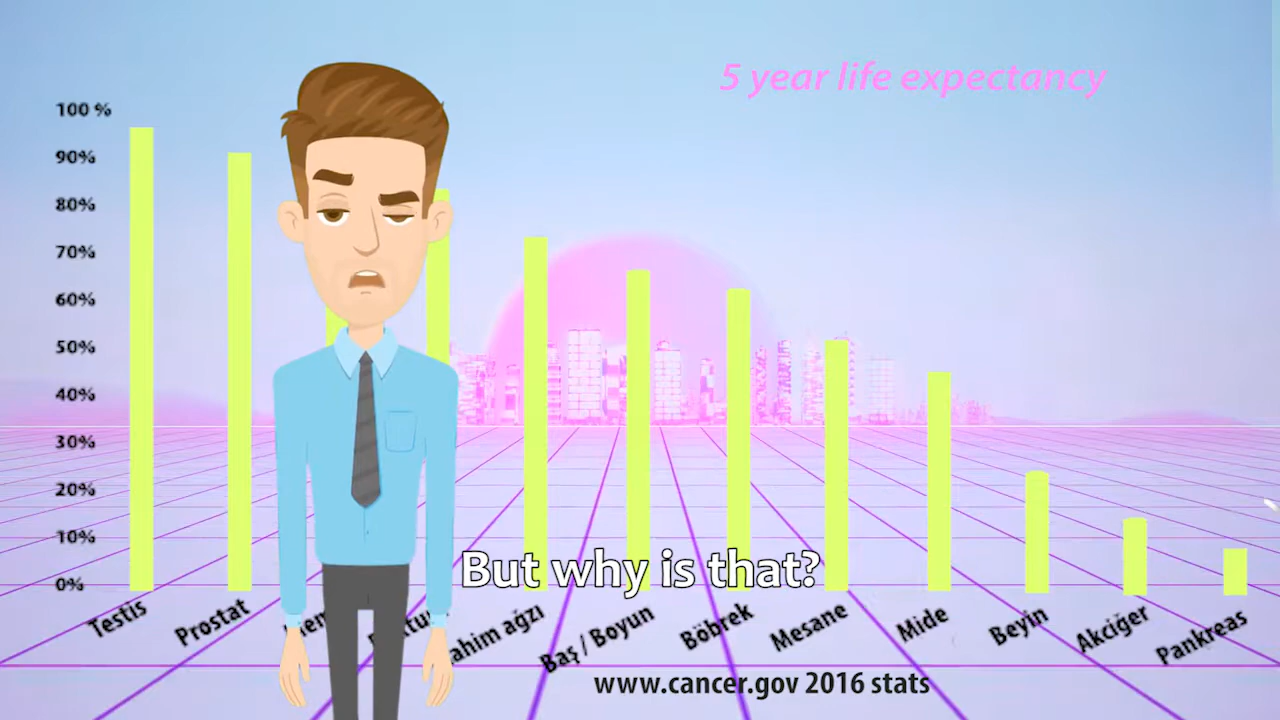 5 year life expectancy
100 %
90%
80%
70%
60%
50%
40%
30%
20%
10%
0%
Testis
Prostat
ahim ağzı
Baş / Boyun
Böbrek
Mesane
Mide
Beyin
Akciğer
Pankreas
But why is that?
www.cancer.gov 2016 stats